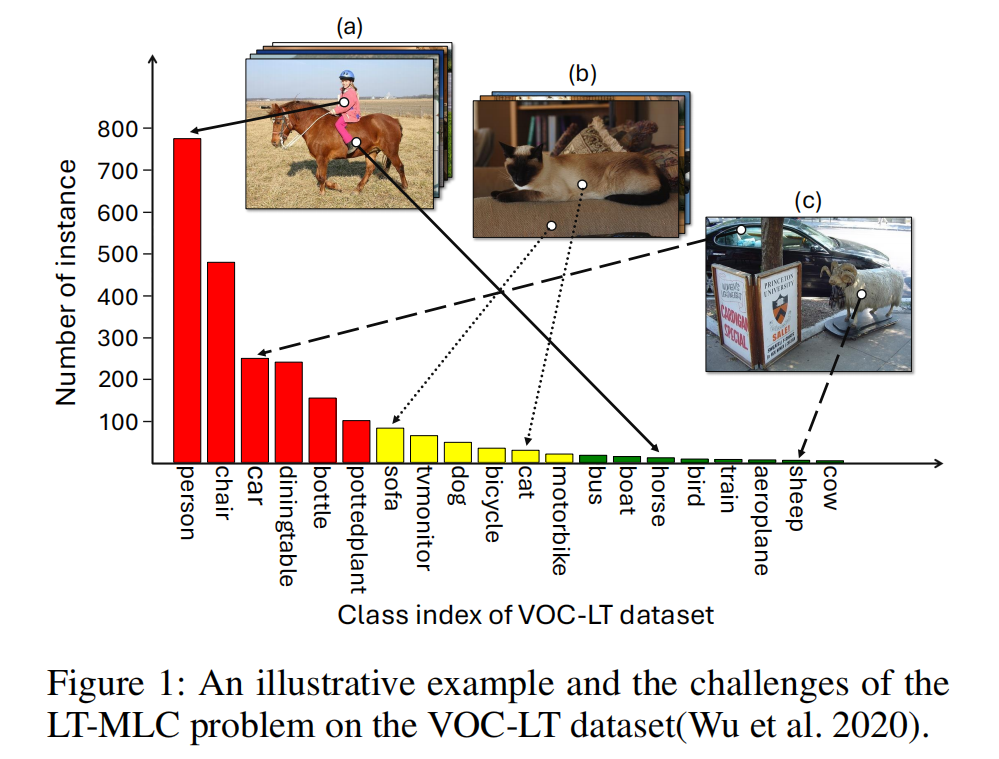 (a)
(b)
(c)
Number of instance
800
700
600
500
400
300
200
100
CARDIGAN
SPECIAL
PRINCETON
UNIVERSITY
SALE!
person
chair
car
diningtable
bottle
pottedplant
sofa
tvmonitor
dog
bicycle
cat
motorbike
bus
boat
horse
bird
train
aeroplane
sheep
cow
Class index of VOC-LT dataset
Figure 1: An illustrative example and the challenges of the
LT-MLC problem on the VOC-LT dataset(Wu et al. 2020).